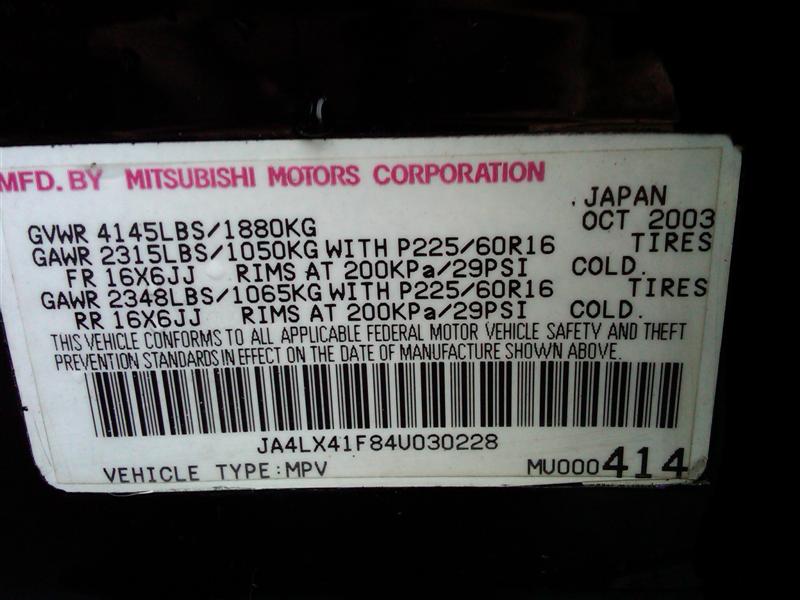 MFD. BY MITSUBISHI MOTORS CORPORATION
.JAPAN
GVWR 4145LBS/1880KG OCT 2003
GAWR 2315LBS/1050KG WITH P225/60R16 TIRES
FR 16X6JJ RIMS AT 200KPa/29PSI COLD.
GAWR 2348LBS/1065KG WITH P225/60R16 TIRES
RR 16X6JJ RIMS AT 200KPa/29PSI COLD.
THIS VEHICLE CONFORMS TO ALL APPLICABLE FEDERAL MOTOR VEHICLE SAFETY AND THEFT
PREVENTION STANDARDS IN EFFECT ON THE DATE OF MANUFACTURE SHOWN ABOVE.
JA4LX41F84U030228
VEHICLE TYPE:MPV MU000414